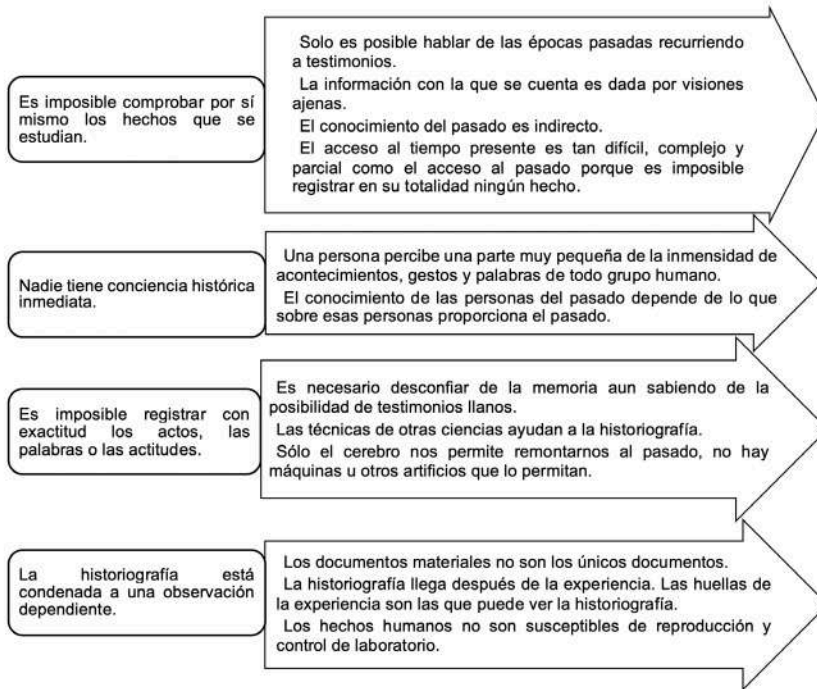 Es imposible comprobar por sí
mismo los hechos que se
estudian.
Solo es posible hablar de las épocas pasadas recurriendo
a testimonios.
La información con la que se cuenta es dada por visiones
ajenas.
El conocimiento del pasado es indirecto.
El acceso al tiempo presente es tan difícil, complejo y
parcial como el acceso al pasado porque es imposible
registrar en su totalidad ningún hecho.
Nadie tiene conciencia histórica
inmediata.
Una persona percibe una parte muy pequeña de la inmensidad de
acontecimientos, gestos y palabras de todo grupo humano.
El conocimiento de las personas del pasado depende de lo que
sobre esas personas proporciona el pasado.
Es imposible registrar con
exactitud los actos, las
palabras o las actitudes.
Es necesario desconfiar de la memoria aun sabiendo de la
posibilidad de testimonios llanos.
Las técnicas de otras ciencias ayudan a la historiografía.
Sólo el cerebro nos permite remontarnos al pasado, no hay
máquinas u otros artificios que lo permitan.
La historiografía está
condenada a una observación
dependiente.
Los documentos materiales no son los únicos documentos.
La historiografía llega después de la experiencia. Las huellas de
la experiencia son las que puede ver la historiografía.
Los hechos humanos no son susceptibles de reproducción y
control de laboratorio.